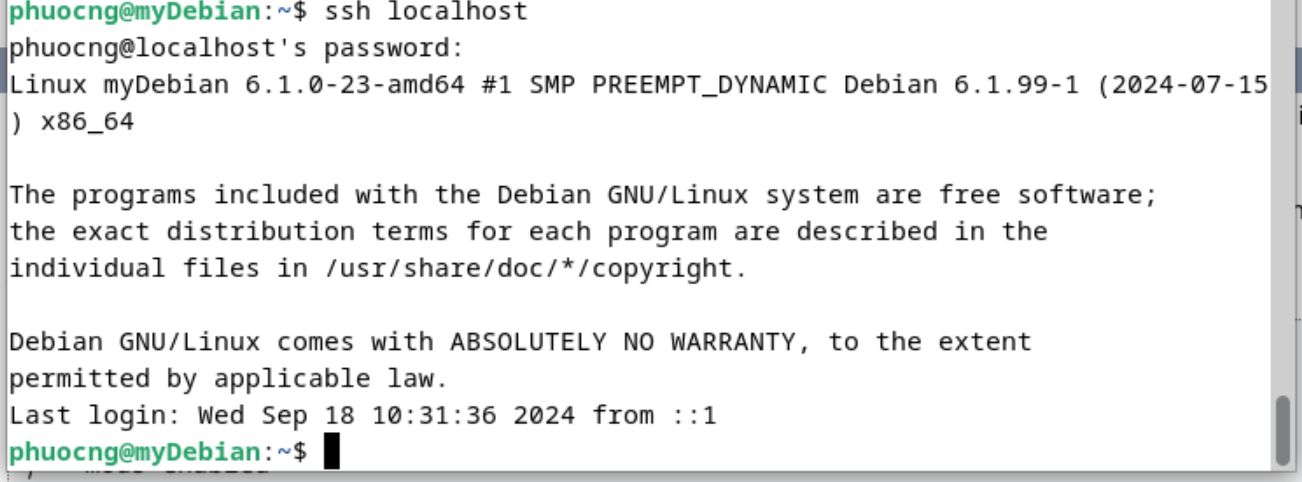 phuocng@myDebian:~$ ssh localhost
phuocng@localhost's password:
Linux myDebian 6.1.0-23-amd64 #1 SMP PREEMPT_DYNAMIC Debian 6.1.99-1 (2024-07-15
) x86_64
The programs included with the Debian GNU/Linux system are free software;
the exact distribution terms for each program are described in the
individual files in /usr/share/doc/*/copyright.
Debian GNU/Linux comes with ABSOLUTELY NO WARRANTY, to the extent
permitted by applicable law.
Last login: Wed Sep 18 10:31:36 2024 from ::1
phuocng@myDebian:~$